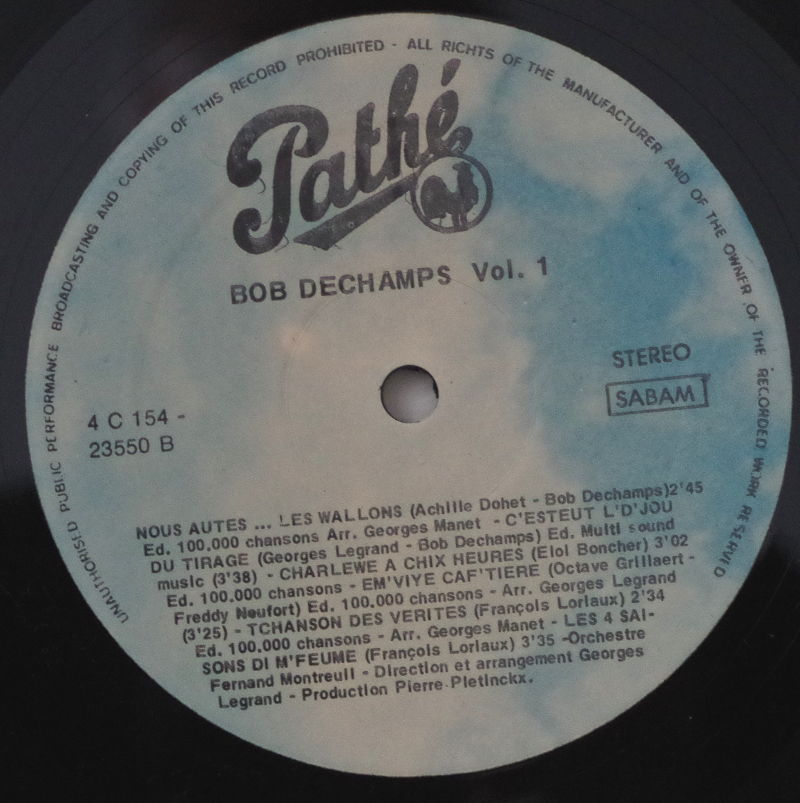 UNAUTHORISED PUBLIC PERFORMANCE BROADCASTING AND COPYING OF THIS RECORD PROHIBITED - ALL RIGHTS OF THE MANUFACTURER AND OF THE OWNER OF THE RECORDED WORK RESERVED
Pathé
BOB DECHAMPS Vol. 1
STEREO
SABAM
4 C 154 -
23550 B
NOUS AUTES ... LES WALLONS (Achille Dohet - Bob Dechamps)2'45
Ed. 100.000 chansons Arr. Georges Manet - C'ESTEUT L'D'JOU
DU TIRAGE (Georges Legrand - Bob Dechamps) Ed. Multi sound
music (3'38) - CHARLEWE A CHIX HEURES (Eloi Boncher) 3'02
Ed. 100.000 chansons - EM'VIYE CAF'TIERE (Octave Grillaert -
Freddy Neufort) Ed. 100.000 chansons - Arr. Georges Legrand
(3'25) - TCHANSON DES VERITES (François Loriaux) 2'34
Ed. 100.000 chansons - Arr. Georges Manet - LES 4 SAI-
SONS DI M'FEUME (François Loriaux) 3'35 -Orchestre
Fernand Montreuil - Direction et arrangement Georges
Legrand - Production Pierre Pletinckx.